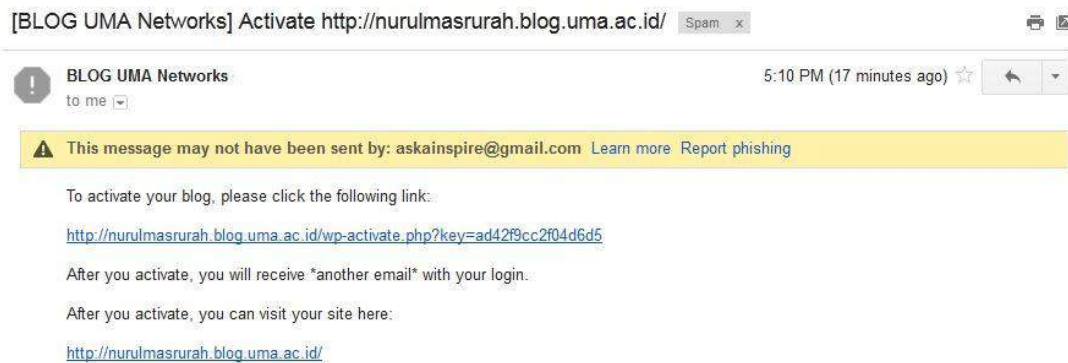 [BLOG UMA Networks] Activate http://nurulmasrurah.blog.uma.ac.id/ Spam x
BLOG UMA Networks 5:10 PM (17 minutes ago)
to me
This message may not have been sent by: askainspire@gmail.com Learn more Report phishing
To activate your blog, please click the following link:
http://nurulmasrurah.blog.uma.ac.id/wp-activate.php?key=ad42f9cc2f04d6d5
After you activate, you will receive *another email* with your login.
After you activate, you can visit your site here:
http://nurulmasrurah.blog.uma.ac.id/